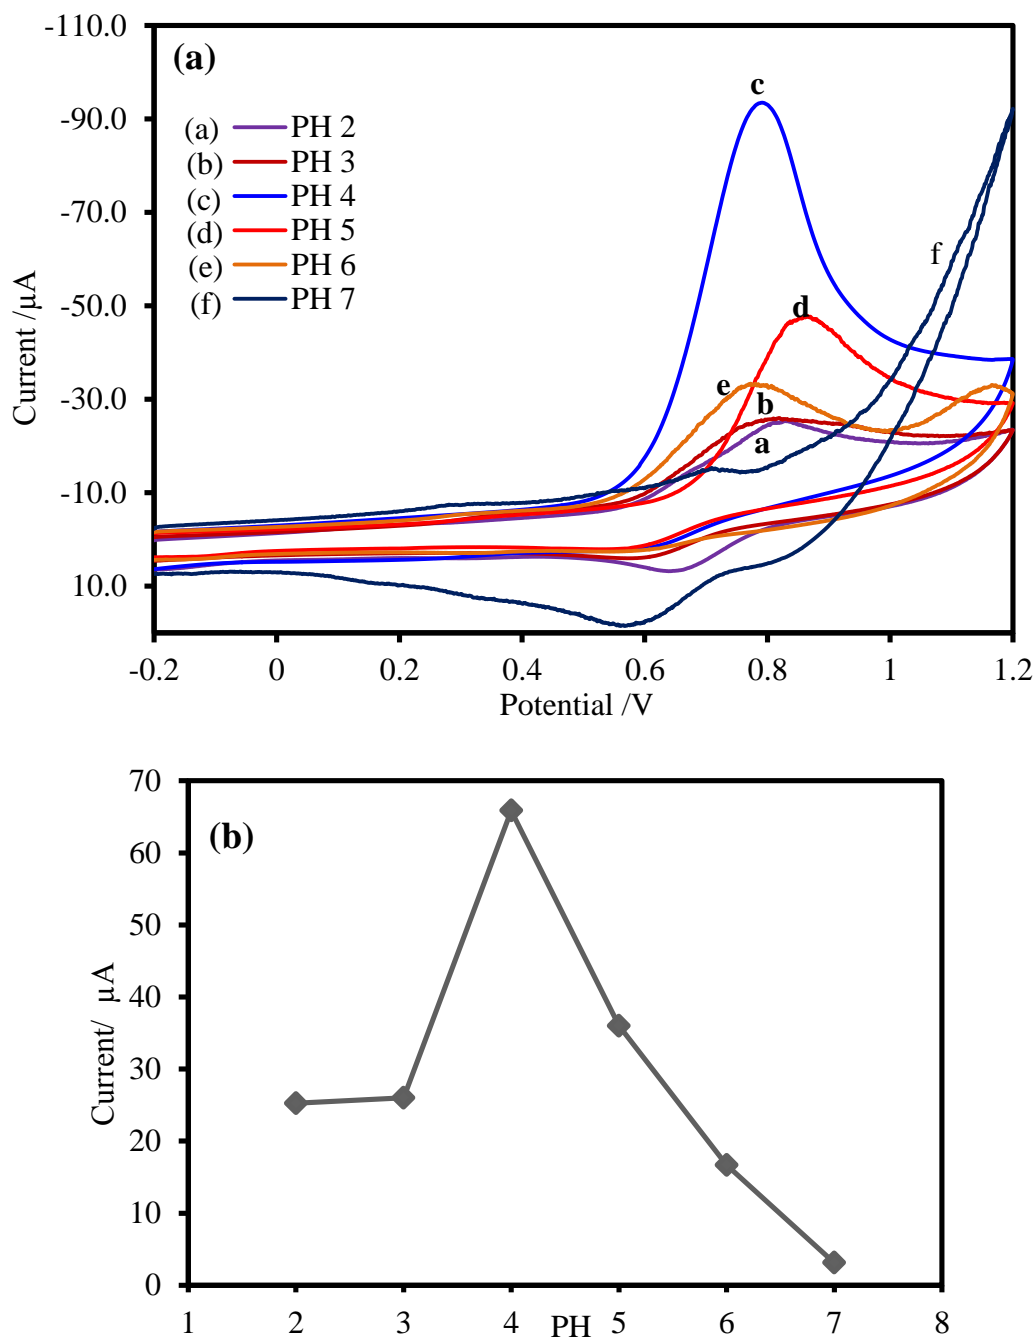 -110.0
(a)
-90.0
c
(a) PH 2
(b) PH 3
(c) PH 4
(d) PH 5
(e) PH 6
(f) PH 7
-70.0
f
Current /µA
-50.0
d
e
-30.0
b
a
-10.0
10.0
-0.2 0 0.2 0.4 0.6 0.8 1 1.2
Potential /V
70
(b)
60
50
40
Current/ µA
30
20
10
0
1 2 3 4 5 6 7 8
PH